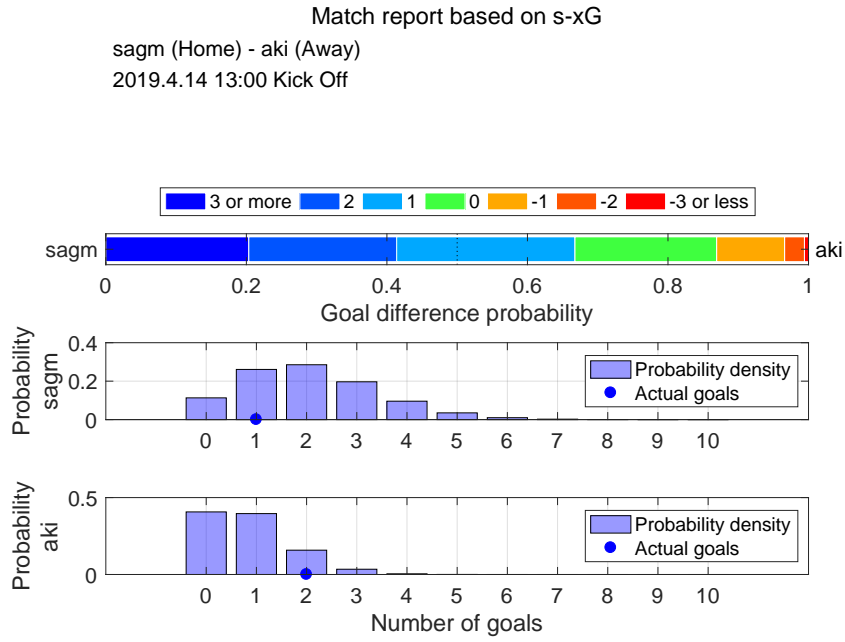 Match report based on s-xG
sagm (Home) - aki (Away)
2019.4.14 13:00 Kick Off
3 or more 2 1 0 -1 -2 -3 or less
sagm aki
0 0.2 0.4 0.6 0.8 1
Goal difference probability
Probability
sagm
0.4
0.2
0
Probability density
Actual goals
0 1 2 3 4 5 6 7 8 9 10
Probability
aki
0.5
0
Probability density
Actual goals
0 1 2 3 4 5 6 7 8 9 10
Number of goals